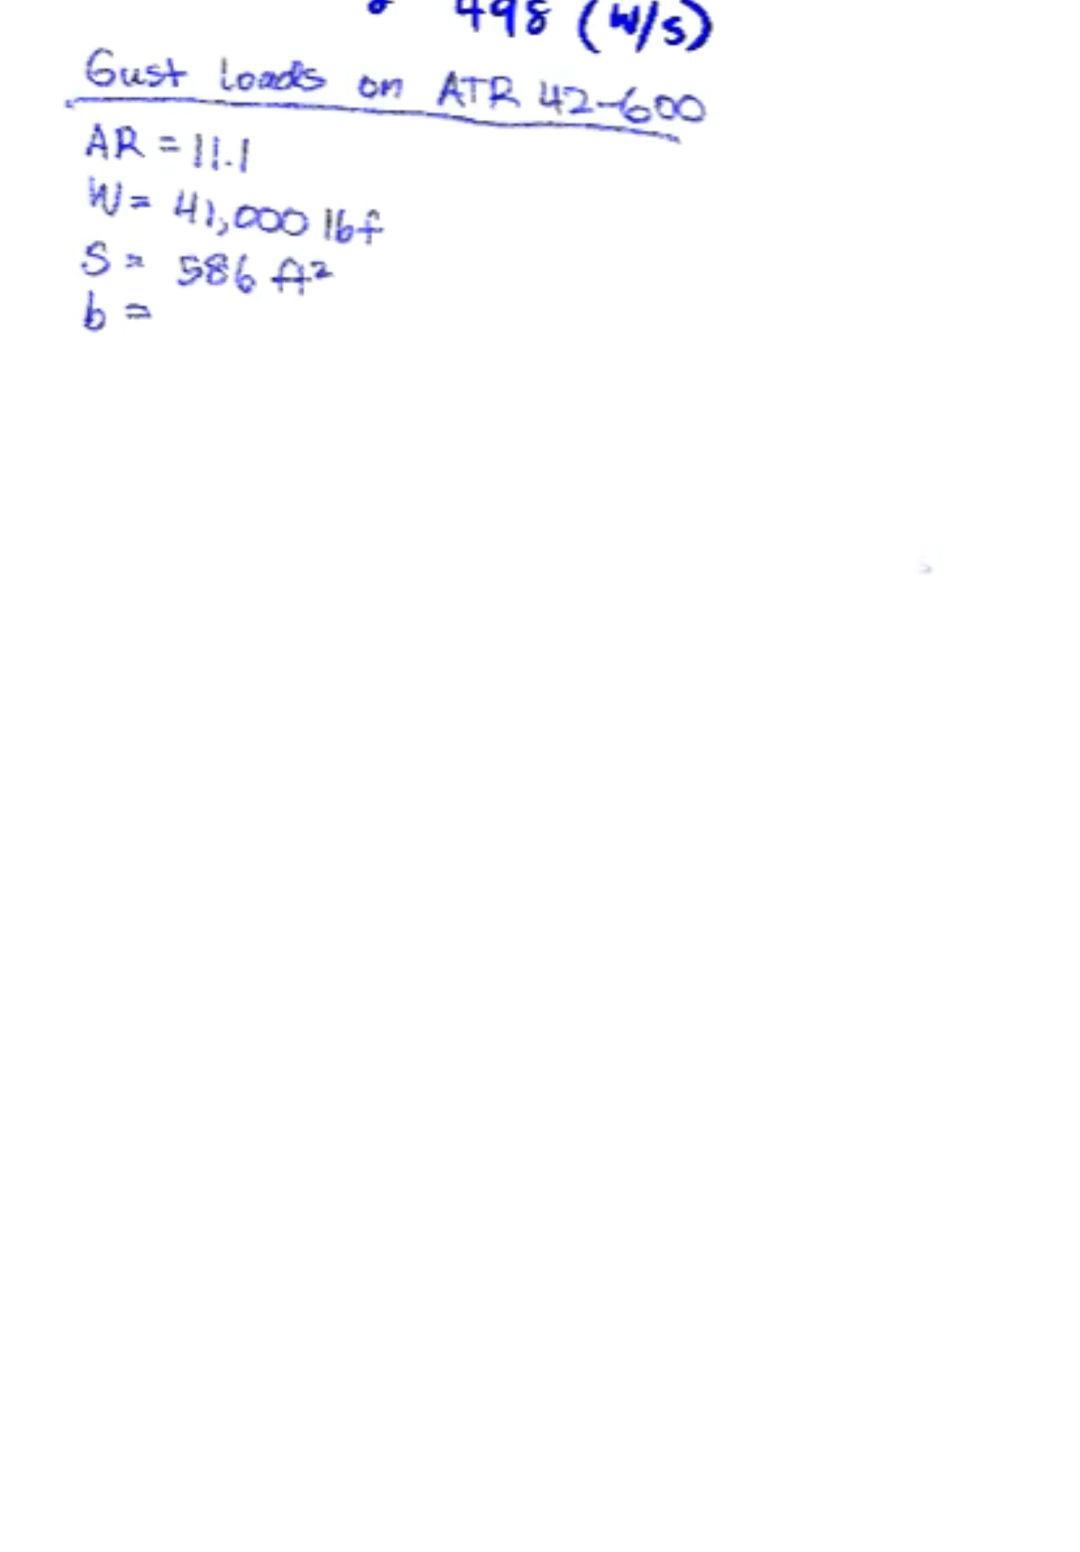 498 (W/S)
Gust Loads on ATR 42-600
AR = 11.1
W = 41,000 lbf
S = 586 ft²
b =